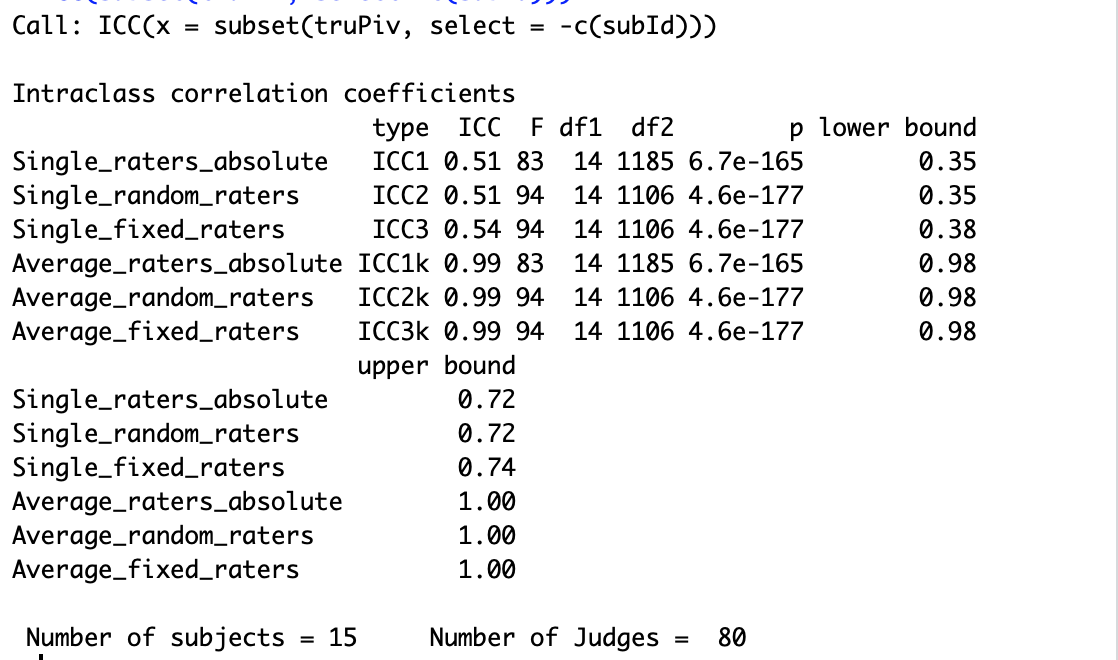 Call: ICC(x = subset(truPiv, select = -c(subId)))
Intraclass correlation coefficients
type ICC F df1 df2 p lower bound
Single_raters_absolute ICC1 0.51 83 14 1185 6.7e-165 0.35
Single_random_raters ICC2 0.51 94 14 1106 4.6e-177 0.35
Single_fixed_raters ICC3 0.54 94 14 1106 4.6e-177 0.38
Average_raters_absolute ICC1k 0.99 83 14 1185 6.7e-165 0.98
Average_random_raters ICC2k 0.99 94 14 1106 4.6e-177 0.98
Average_fixed_raters ICC3k 0.99 94 14 1106 4.6e-177 0.98
upper bound
Single_raters_absolute 0.72
Single_random_raters 0.72
Single_fixed_raters 0.74
Average_raters_absolute 1.00
Average_random_raters 1.00
Average_fixed_raters 1.00
Number of subjects = 15 Number of Judges = 80